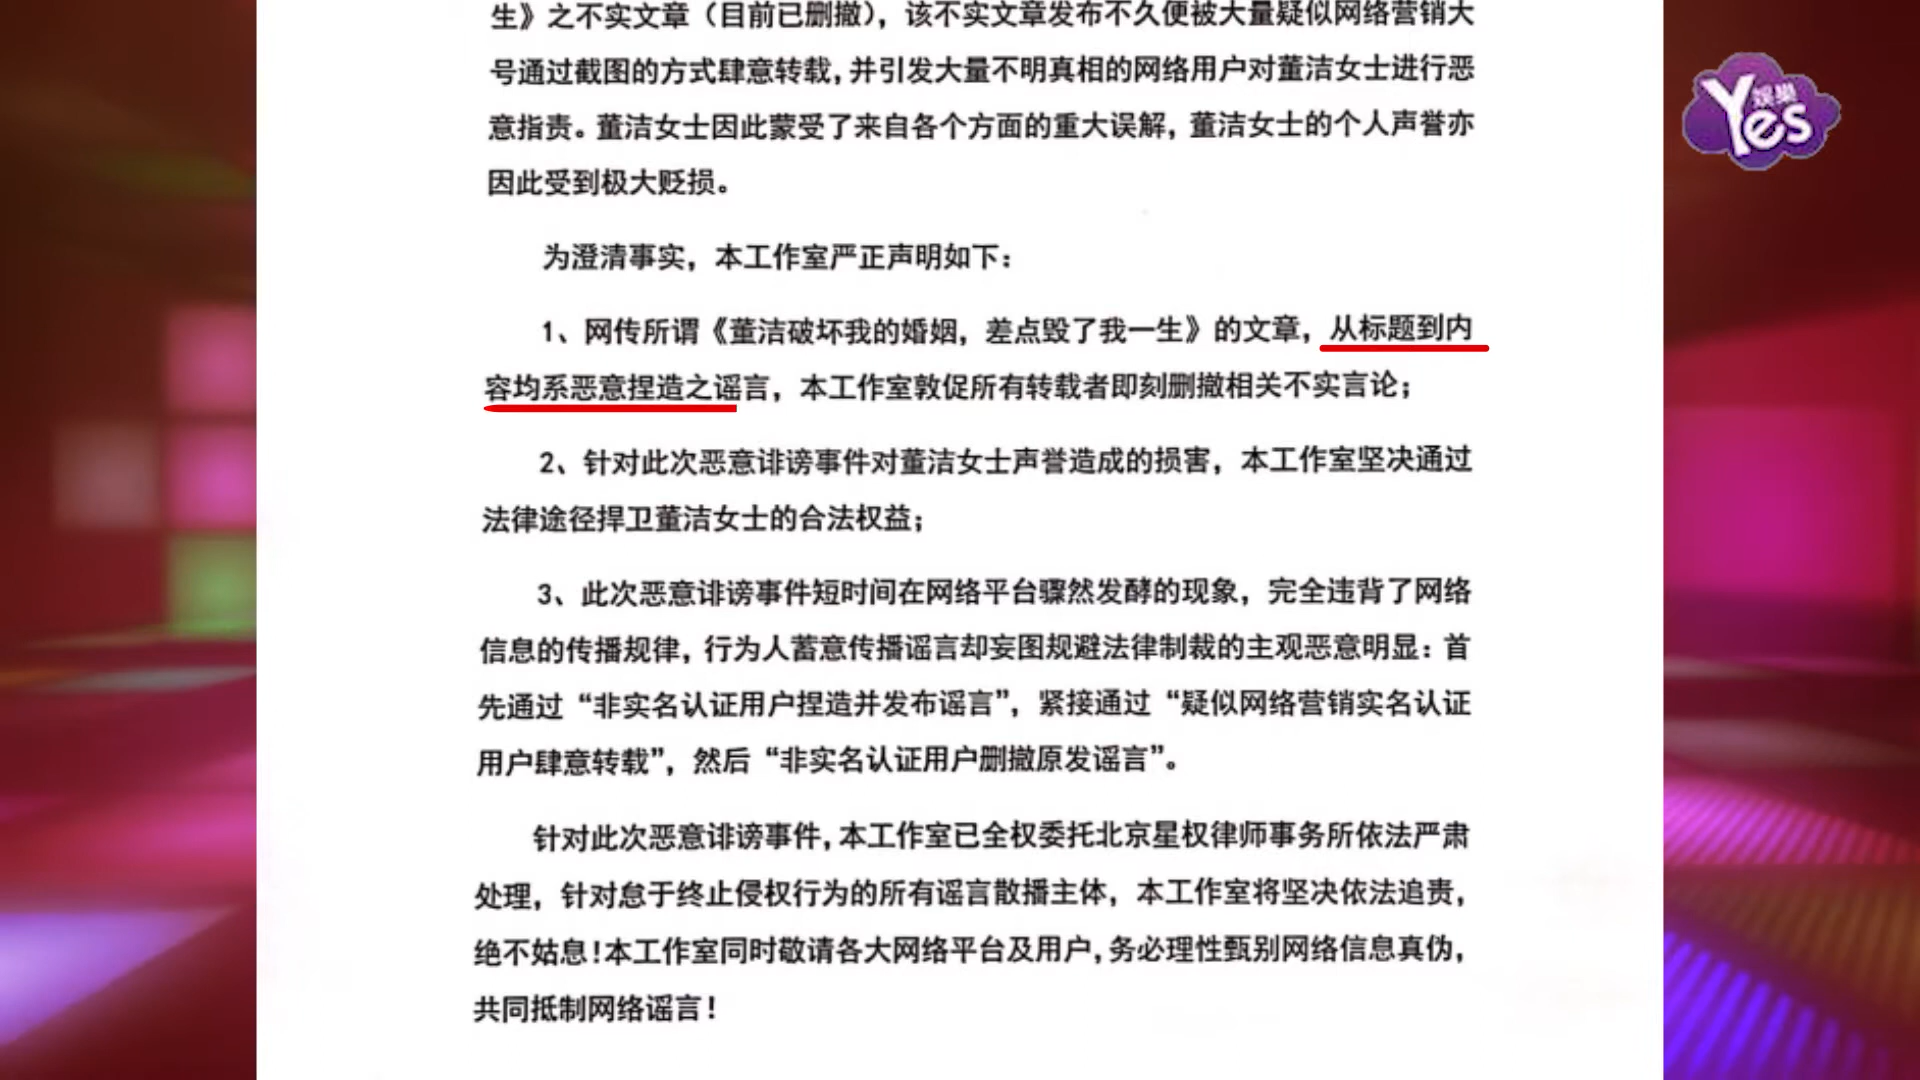 生》之不实文章（目前已删撤），该不实文章发布不久便被大量疑似网络营销大
号通过截图的方式肆意转载，并引发大量不明真相的网络用户对董洁女士进行恶
意指责。董洁女士因此蒙受了来自各个方面的重大误解，董洁女士的个人声誉亦
因此受到极大贬损。
为澄清事实，本工作室严正声明如下：
1、网传所谓《董洁破坏我的婚姻，差点毁了我一生》的文章，从标题到内
容均系恶意捏造之谣言，本工作室敦促所有转载者即刻删撤相关不实言论；
2、针对此次恶意诽谤事件对董洁女士声誉造成的损害，本工作室坚决通过
法律途径捍卫董洁女士的合法权益；
3、此次恶意诽谤事件短时间在网络平台骤然发酵的现象，完全违背了网络
信息的传播规律，行为人蓄意传播谣言却妄图规避法律制裁的主观恶意明显：首
先通过“非实名认证用户捏造并发布谣言”，紧接通过“疑似网络营销实名认证
用户肆意转载”，然后“非实名认证用户删撤原发谣言”。
针对此次恶意诽谤事件，本工作室已全权委托北京星权律师事务所依法严肃
处理，针对怠于终止侵权行为的所有谣言散播主体，本工作室将坚决依法追责，
绝不姑息！本工作室同时敬请各大网络平台及用户，务必理性甄别网络信息真伪，
共同抵制网络谣言！
Yes 娱樂